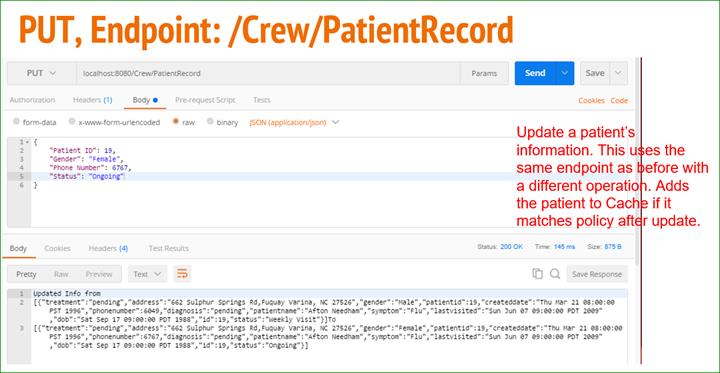 PUT, Endpoint: /Crew/PatientRecord
PUT localhost:8080/Crew/PatientRecord Params Send Save
Authorization Headers (1) Body Pre-request Script Tests Cookies Code
form-data x-www-form-urlencoded raw binary JSON (application/json)
1 {
2 "Patient ID": 19,
3 "Gender": "Female",
4 "Phone Number": 6767,
5 "Status": "Ongoing"
6 }
Update a patient's
information. This uses the
same endpoint as before with
a different operation. Adds
the patient to Cache if it
matches policy after update.
Body Cookies Headers (4) Test Results Status: 200 OK Time: 145 ms Size: 875 B
Pretty Raw Preview Text Save Response
1 Updated Info from
2 [{"treatment":"pending","address":"662 Sulphur Springs Rd,Fuquay Varina, NC 27526","gender":"Male","patientid":19,"createddate":"Thu Mar 21 08:00:00
PST 1996","phonenumber":6049,"diagnosis":"pending","patientname":"Afton Needham","symptom":"Flu","lastvisited":"Sun Jun 07 09:00:00 PDT 2009"
,"dob":"Sat Sep 17 09:00:00 PDT 1988","id":19,"status":"Weekly Visit"}]To
3 [{"treatment":"pending","address":"662 Sulphur Springs Rd,Fuquay Varina, NC 27526","gender":"Female","patientid":19,"createddate":"Thu Mar 21 08:00:00
PST 1996","phonenumber":6767,"diagnosis":"pending","patientname":"Afton Needham","symptom":"Flu","lastvisited":"Sun Jun 07 09:00:00 PDT 2009"
,"dob":"Sat Sep 17 09:00:00 PDT 1988","id":19,"status":"Ongoing"}]